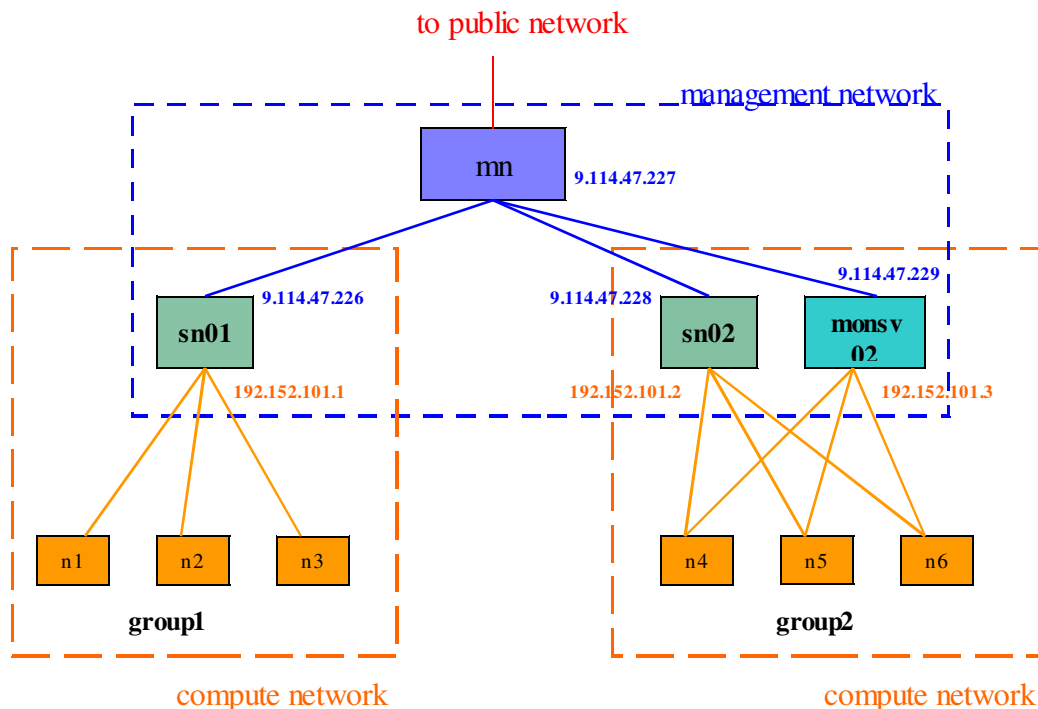 to public network
management network
mn
9.114.47.227
9.114.47.229
9.114.47.226
9.114.47.228
sn01
sn02
monsv
02
192.152.101.1
192.152.101.2
192.152.101.3
n1
n2
n3
n4
n5
n6
group1
group2
compute network
compute network